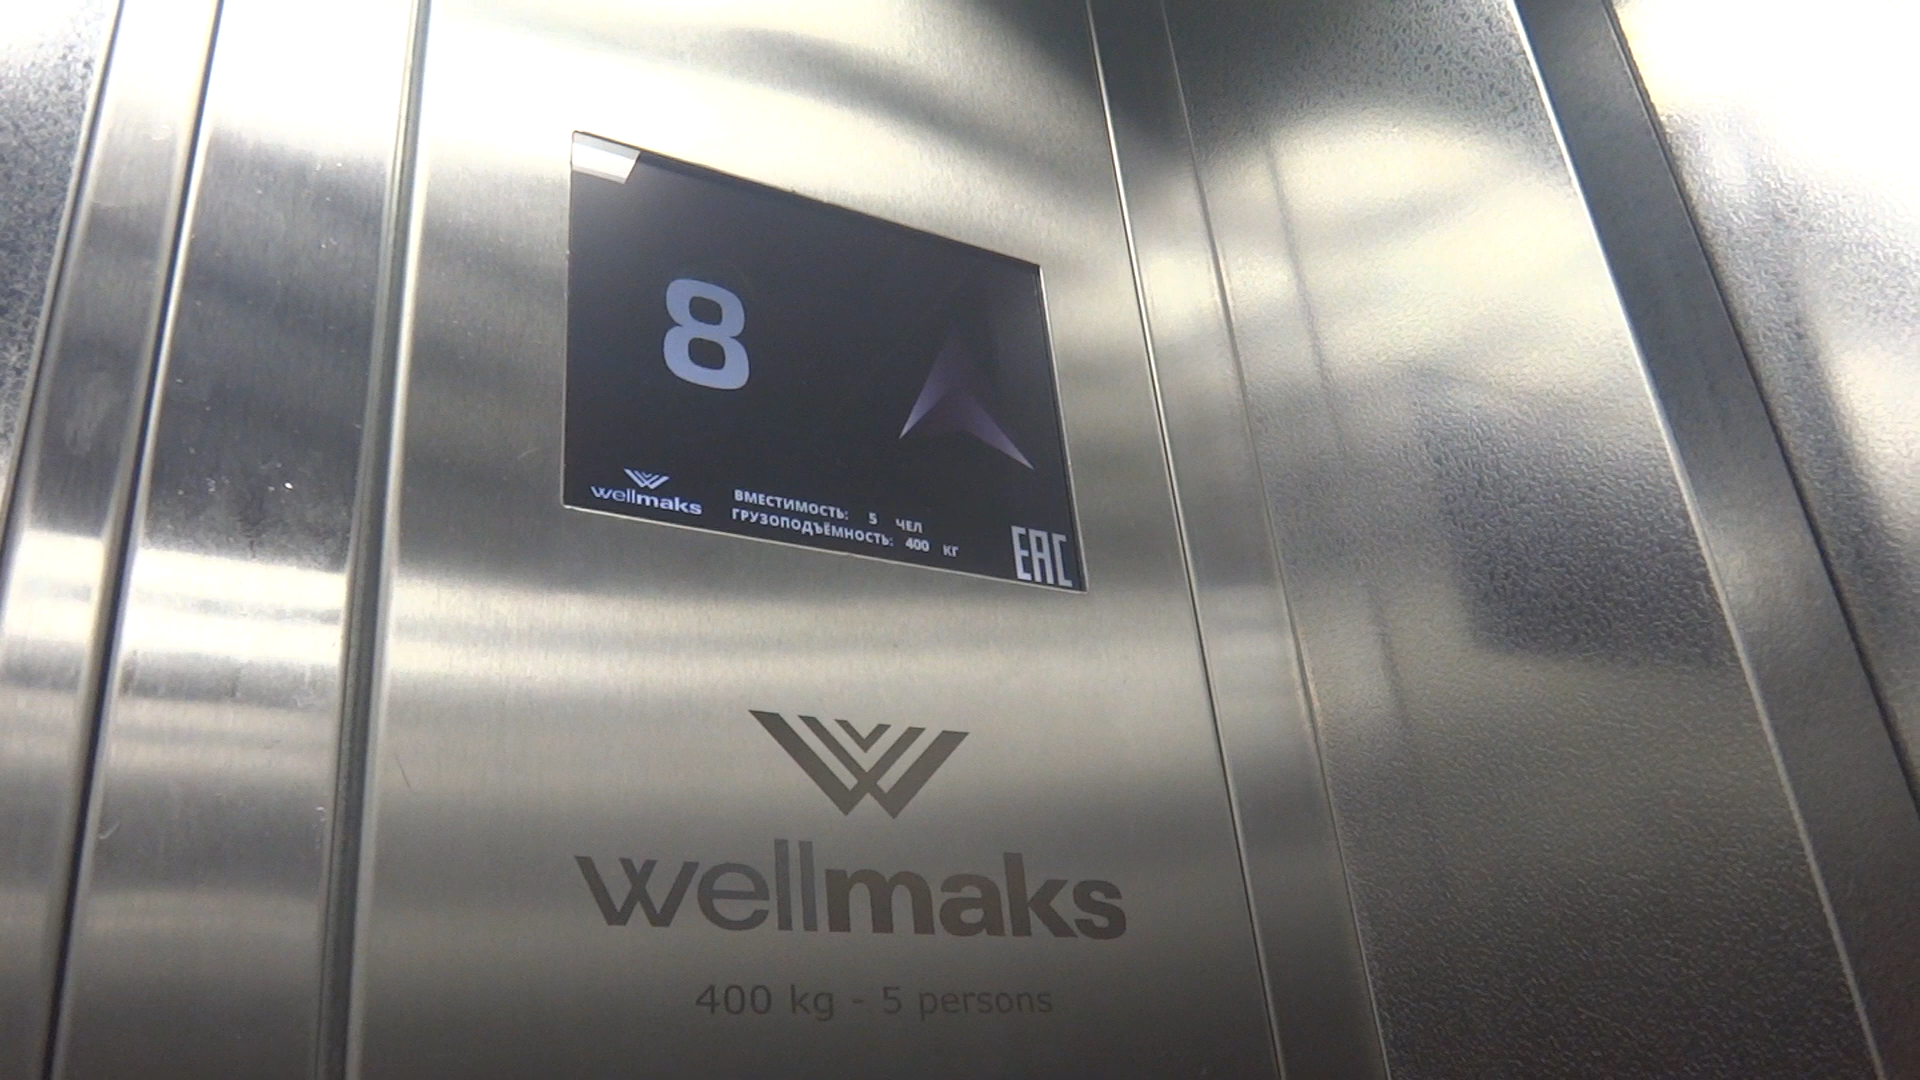 8
wellmaks
ВМЕСТИМОСТЬ: 5 ЧЕЛ
ГРУЗОПОДЪЁМНОСТЬ: 400 КГ
EAC
wellmaks
400 kg - 5 persons